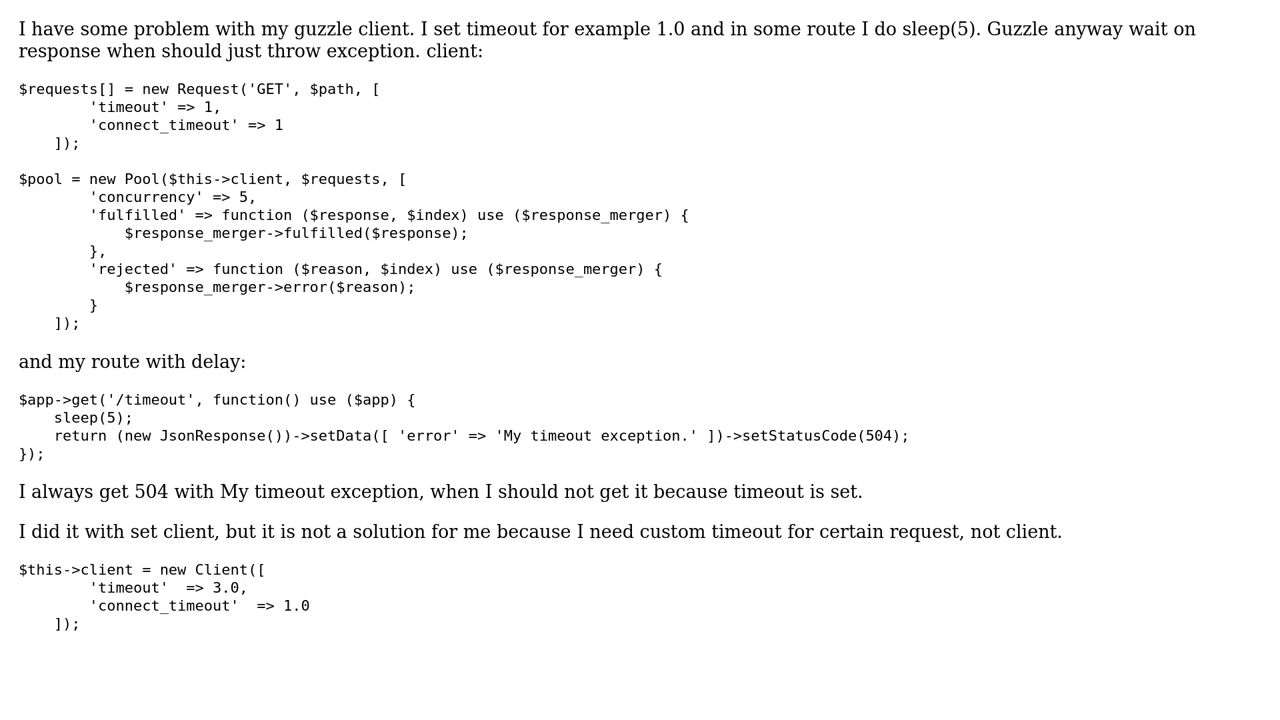 I have some problem with my guzzle client. I set timeout for example 1.0 and in some route I do sleep(5). Guzzle anyway wait on
response when should just throw exception. client:
$requests[] = new Request('GET', $path, [
        'timeout' => 1,
        'connect_timeout' => 1
    ]);
$pool = new Pool($this->client, $requests, [
        'concurrency' => 5,
        'fulfilled' => function ($response, $index) use ($response_merger) {
            $response_merger->fulfilled($response);
        },
        'rejected' => function ($reason, $index) use ($response_merger) {
            $response_merger->error($reason);
        }
    ]);
and my route with delay:
$app->get('/timeout', function() use ($app) {
    sleep(5);
    return (new JsonResponse())->setData([ 'error' => 'My timeout exception.' ])->setStatusCode(504);
});
I always get 504 with My timeout exception, when I should not get it because timeout is set.
I did it with set client, but it is not a solution for me because I need custom timeout for certain request, not client.
$this->client = new Client([
        'timeout'  => 3.0,
        'connect_timeout'  => 1.0
    ]);